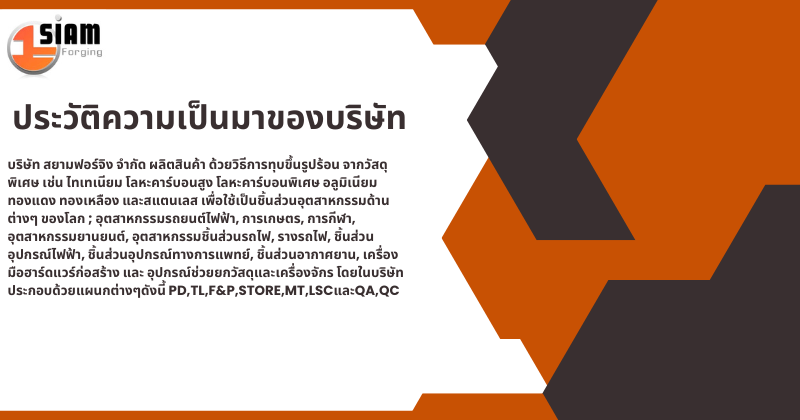 SiAM
Forging
ประวัติความเป็นมาของบริษัท
บริษัท สยามฟอร์จิง จำกัด ผลิตสินค้า ด้วยวิธีการทุบขึ้นรูปร้อน จากวัสดุ
พิเศษ เช่น ไทเทเนียม โลหะคาร์บอนสูง โลหะคาร์บอนพิเศษ อลูมิเนียม
ทองแดง ทองเหลือง และสแตนเลส เพื่อใช้เป็นชิ้นส่วนอุตสาหกรรมด้าน
ต่างๆ ของโลก ; อุตสาหกรรมรถยนต์ไฟฟ้า, การเกษตร, การกีฬา,
อุตสาหกรรมยานยนต์, อุตสาหกรรมชิ้นส่วนรถไฟ, รางรถไฟ, ชิ้นส่วน
อุปกรณ์ไฟฟ้า, ชิ้นส่วนอุปกรณ์ทางการแพทย์, ชิ้นส่วนอากาศยาน, เครื่อง
มือฮาร์ดแวร์ก่อสร้าง และ อุปกรณ์ช่วยยกวัสดุและเครื่องจักร โดยในบริษัท
ประกอบด้วยแผนกต่างๆดังนี้ PD,TL,F&P,STORE,MT,LSCและQA,QC